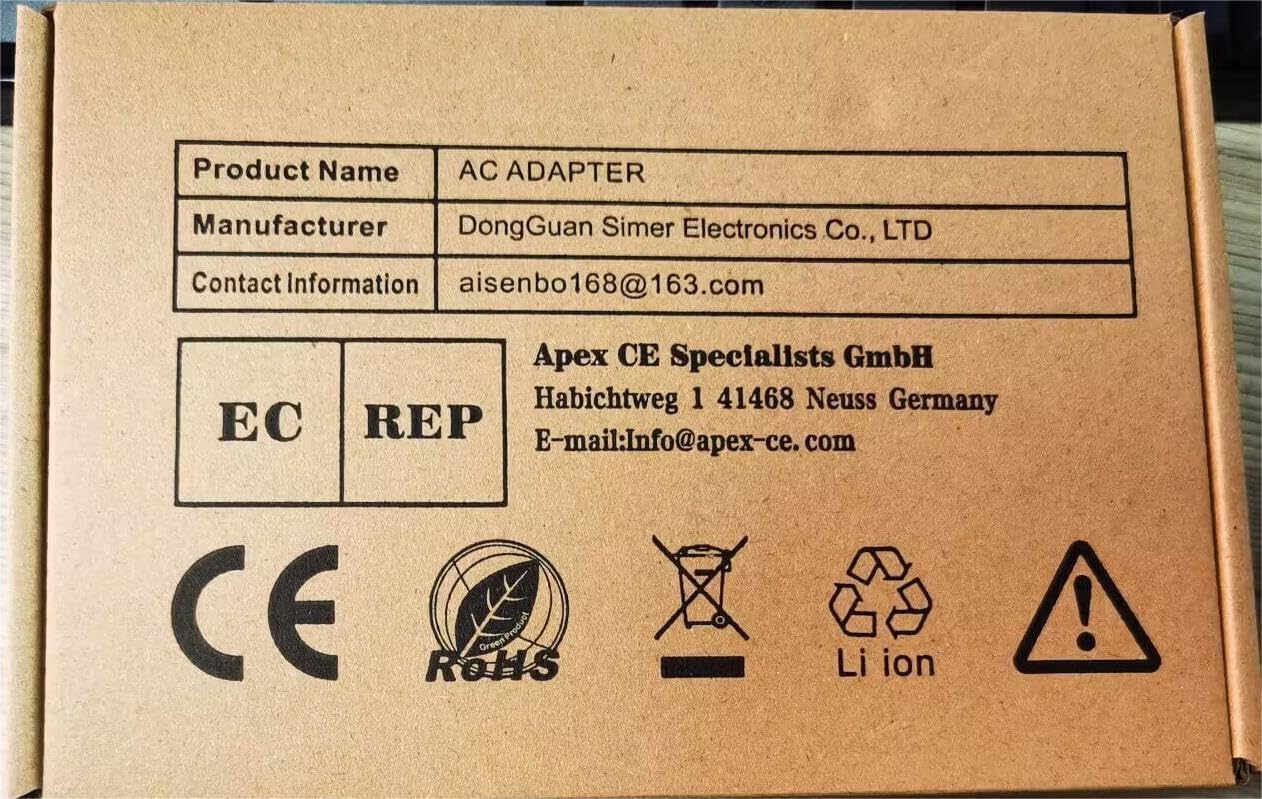 Product Name AC ADAPTER
Manufacturer DongGuan Simer Electronics Co., LTD
Contact Information aisenbo168@163.com
EC REP
Apex CE Specialists GmbH
Habichtweg 1 41468 Neuss Germany
E-mail:Info@apex-ce.com
CE
Green Product
RoHS
Li ion